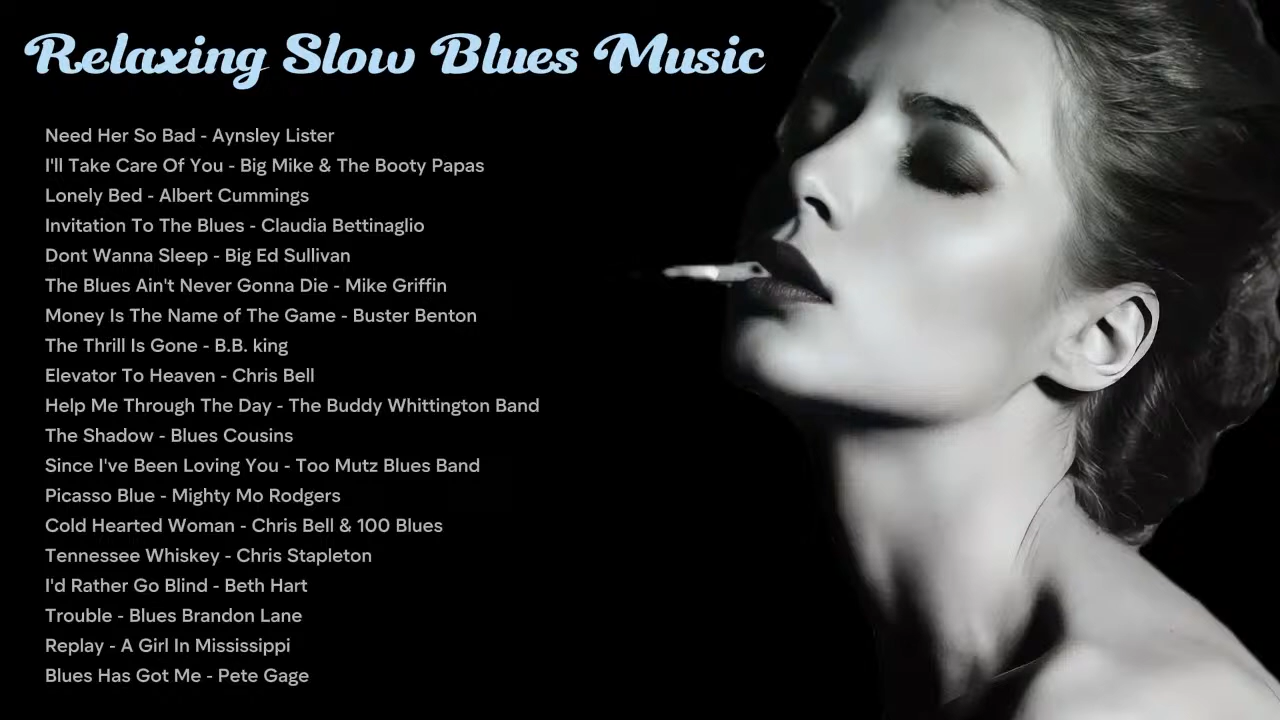 Relaxing Slow Blues Music
Need Her So Bad - Aynsley Lister
I'll Take Care Of You - Big Mike & The Booty Papas
Lonely Bed - Albert Cummings
Invitation To The Blues - Claudia Bettinaglio
Dont Wanna Sleep - Big Ed Sullivan
The Blues Ain't Never Gonna Die - Mike Griffin
Money Is The Name of The Game - Buster Benton
The Thrill Is Gone - B.B. king
Elevator To Heaven - Chris Bell
Help Me Through The Day - The Buddy Whittington Band
The Shadow - Blues Cousins
Since I've Been Loving You - Too Mutz Blues Band
Picasso Blue - Mighty Mo Rodgers
Cold Hearted Woman - Chris Bell & 100 Blues
Tennessee Whiskey - Chris Stapleton
I'd Rather Go Blind - Beth Hart
Trouble - Blues Brandon Lane
Replay - A Girl In Mississippi
Blues Has Got Me - Pete Gage